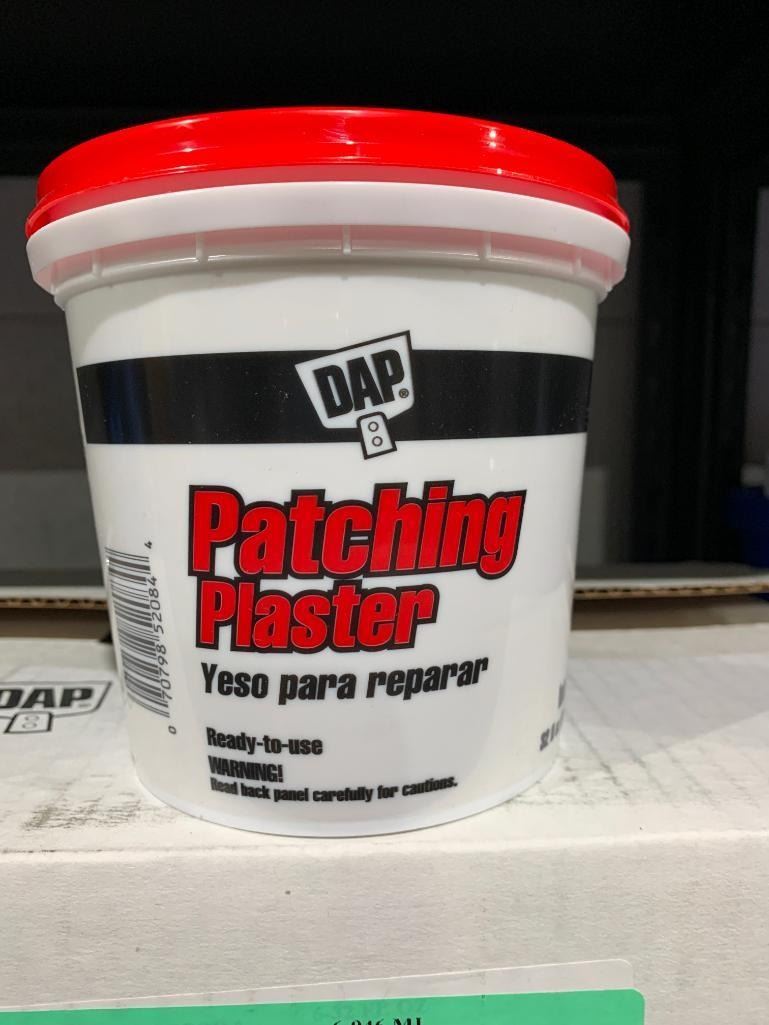 DAP®
Patching
Plaster
Yeso para reparar
Ready-to-use
WARNING!
Read back panel carefully for cautions.
0 70798 52084 4
DAP